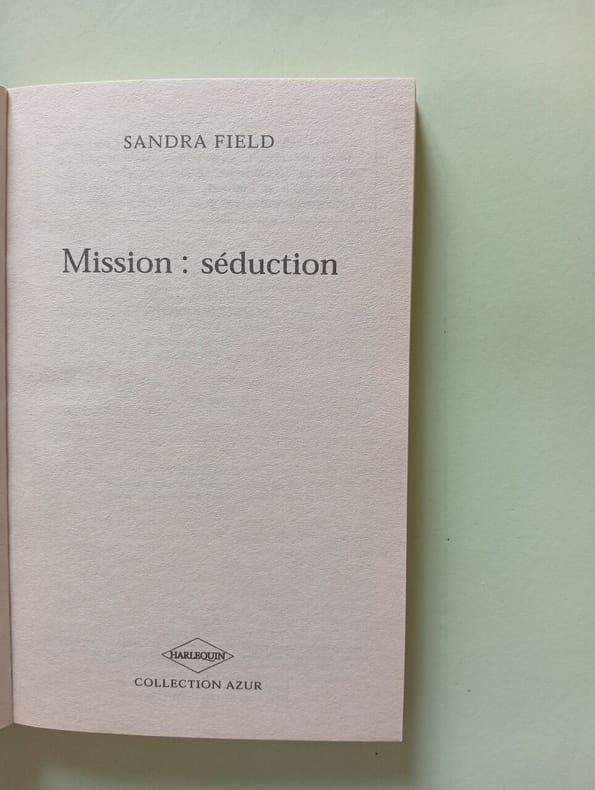 SANDRA FIELD
Mission : séduction
HARLEQUIN
COLLECTION AZUR